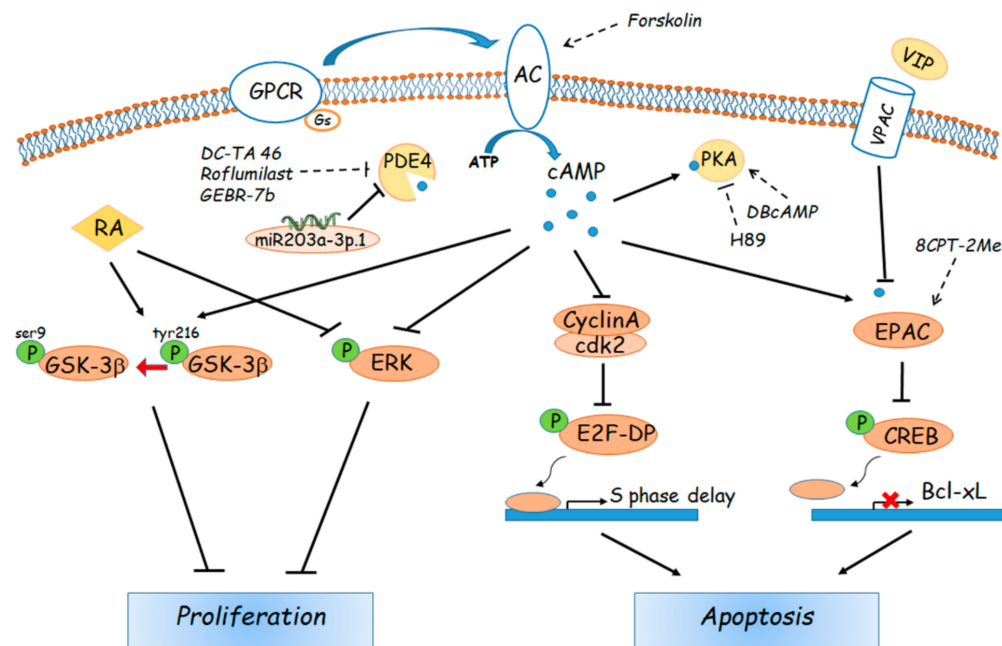 Forskolin
VIP
AC
GPCR
Gs
VPAC
DC-TA 46
Roflumilast
GEBR-7b
PDE4
ATP
cAMP
PKA
DBcAMP
H89
miR203a-3p.1
RA
8CPT-2Me
ser9
tyr216
P
GSK-3β
P
GSK-3β
P
ERK
CyclinA
cdk2
EPAC
P
E2F-DP
P
CREB
S phase delay
Bcl-xL
Proliferation
Apoptosis